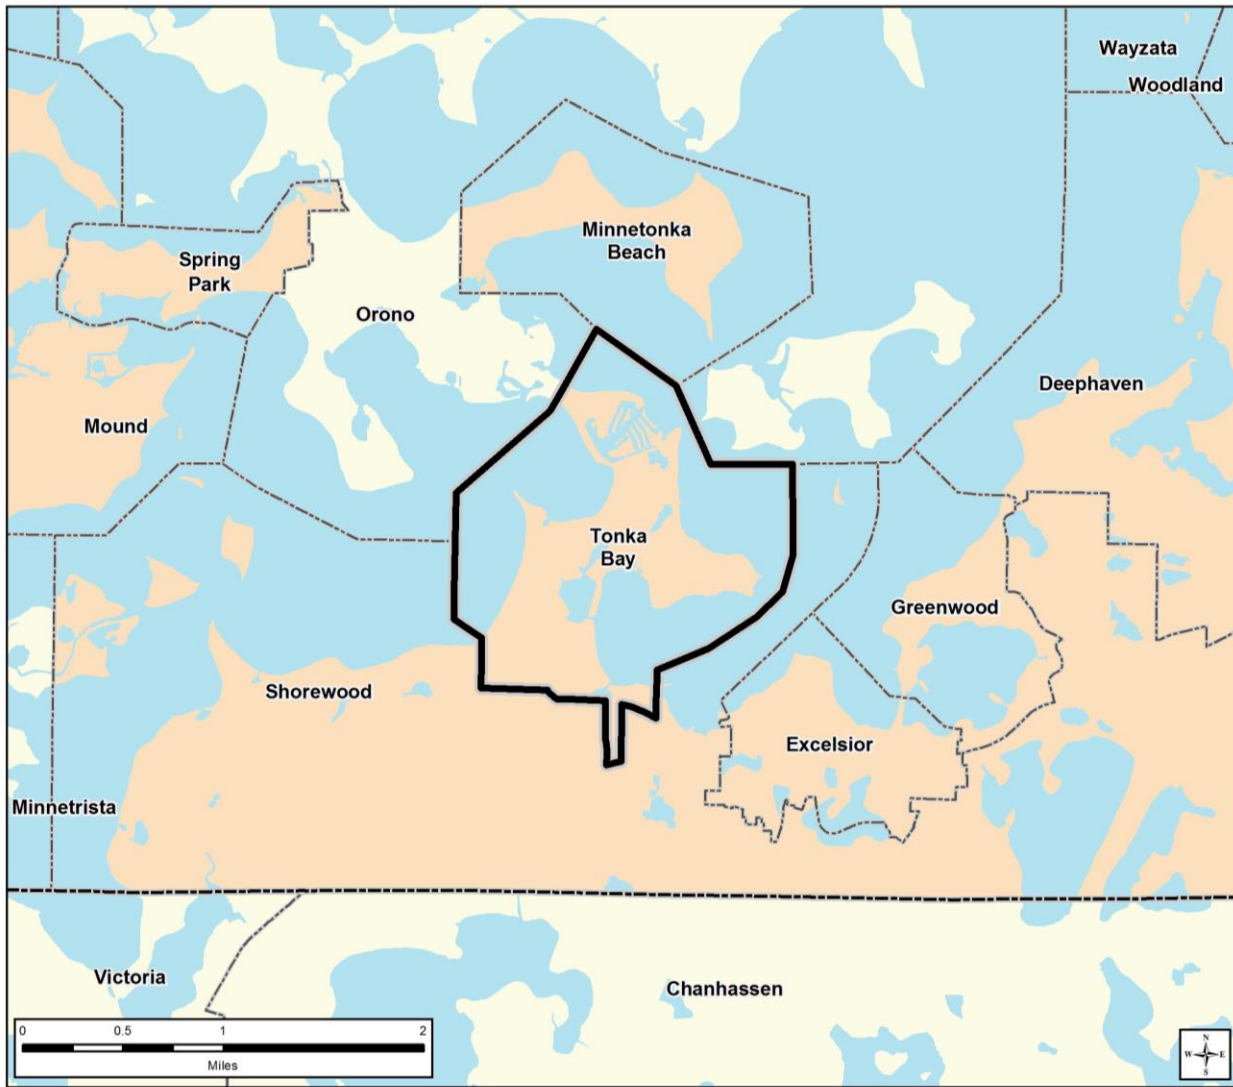 Wayzata
Woodland
Minnetonka
Beach
Spring
Park
Orono
Deephaven
Mound
Tonka
Bay
Greenwood
Shorewood
Excelsior
Minnetrista
Victoria
Chanhassen
0 0.5 1 2
Miles
N
W E
S